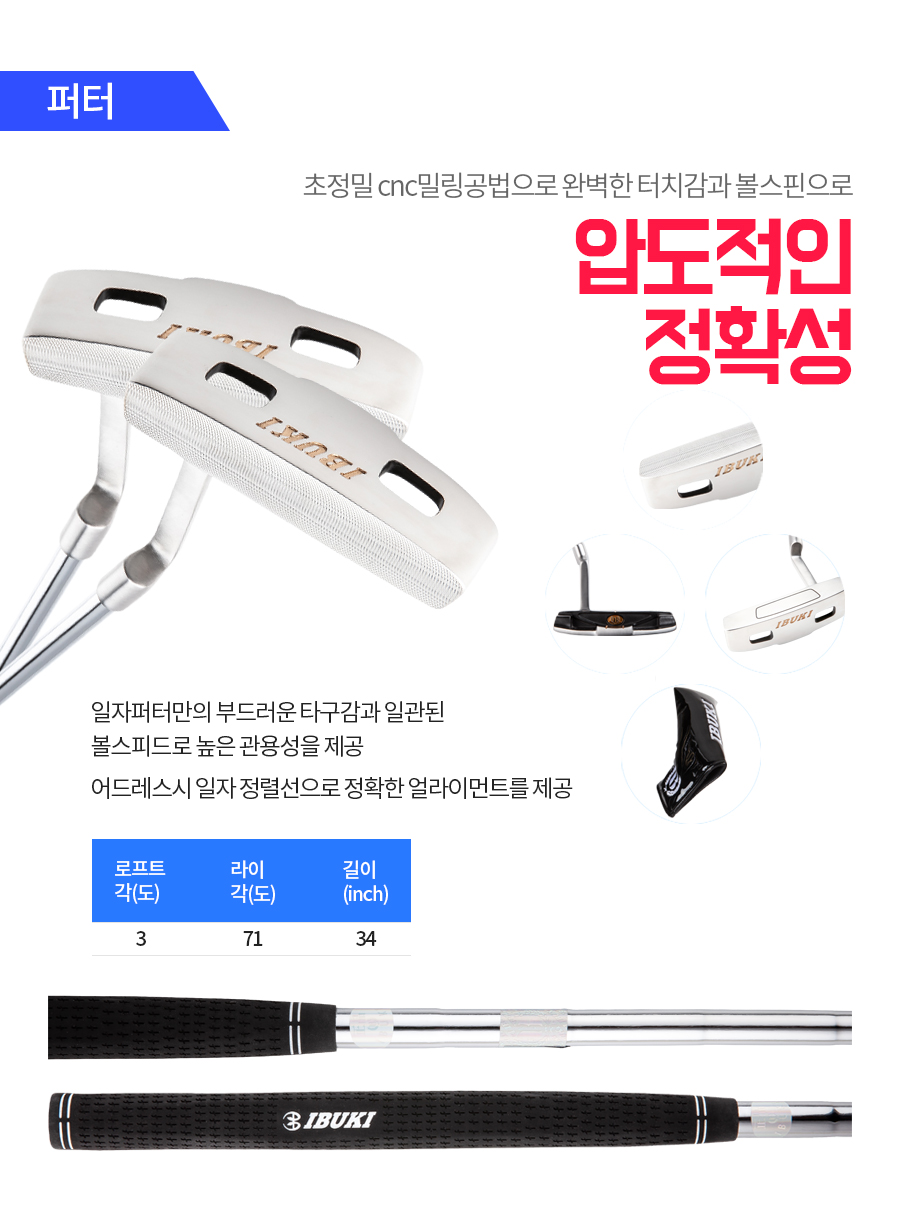 퍼터
초정밀 cnc밀링공법으로 완벽한 터치감과 볼스핀으로
압도적인
정확성
IBUKI
IBUKI
IBUKI
IBUKI
일자퍼터만의 부드러운 타구감과 일관된
볼스피드로 높은 관용성을 제공
어드레스시 일자 정렬선으로 정확한 얼라이먼트를 제공
로프트 각(도) 라이 각(도) 길이 (inch)
3 71 34
IBUKI